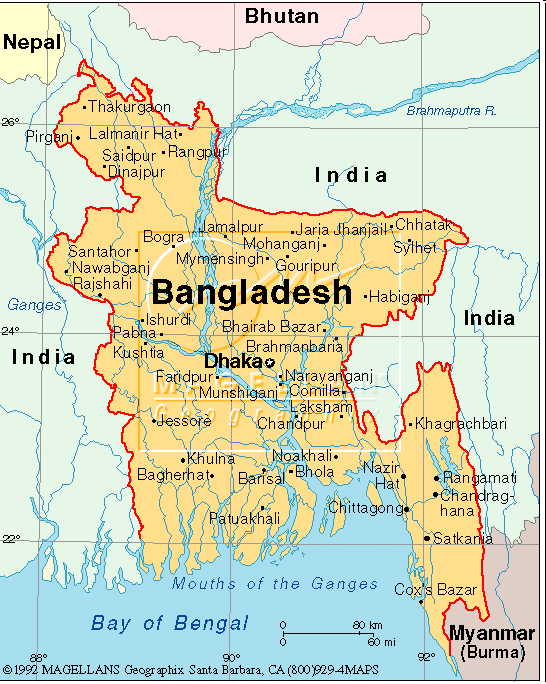 Bhutan
Nepal
Brahmaputra R.
Thakurgaon
26°
Pirganj
Lalmanir Hat
Saidpur
Rangpur
Dinajpur
India
Jamalpur
Jaria Jhanjail
Chhatak
Bogra
Mohanganj
Sylhet
Santahar
Mymensingh
Gouripur
Nawabganj
Rajshahi
Bangladesh
Habiganj
Ganges
Ishurdi
India
24°
Pabna
Bhairab Bazar
Kushtia
Brahmanbaria
India
Dhaka
Faridpur
Narayanganj
Munshiganj
Comilla
Laksham
Jessore
Chandpur
Khagrachbari
Khulna
Noakhali
Nazir
Hat
Bagherhat
Barisal
Bhola
Rangamati
Chandrag-
hana
Patuakhali
Chittagong
22°
Satkania
Mouths of the Ganges
Cox's Bazar
Bay of Bengal
0 80 km
0 60 mi
Myanmar
(Burma)
88° 90° 92°
©1992 MAGELLANS Geographix Santa Barbara, CA (800)929-4MAPS